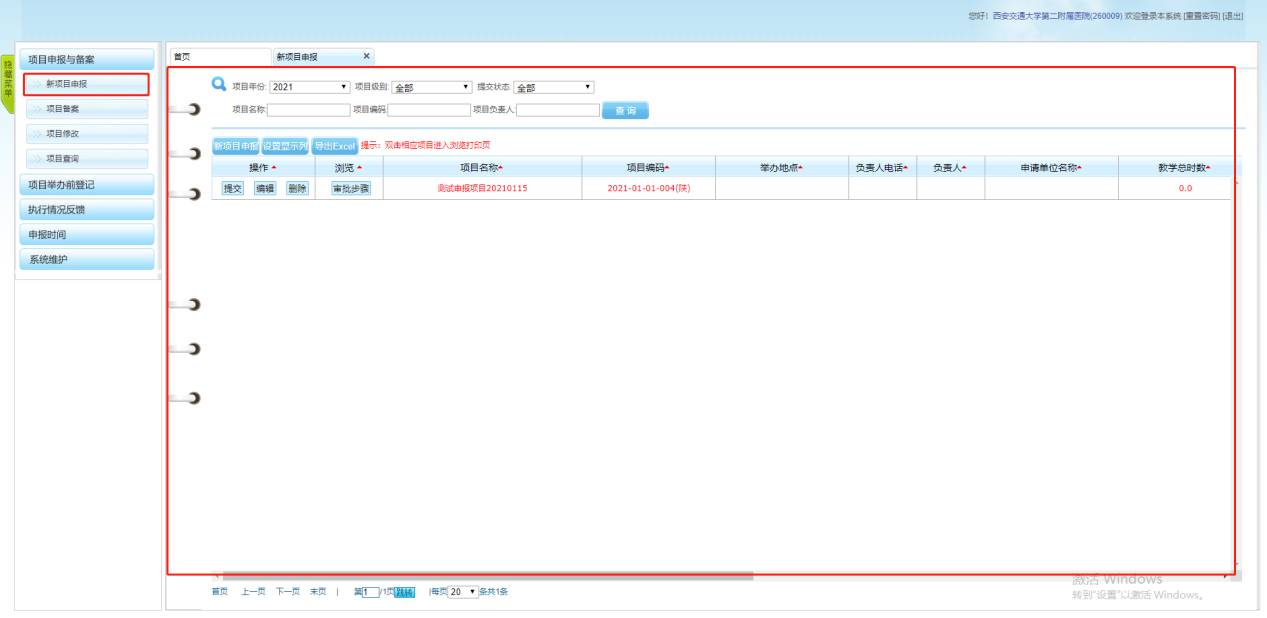 您好！西安交通大学第二附属医院(260009) 欢迎登录本系统 [重置密码] [退出]
隐藏菜单
项目申报与备案
新项目申报
项目备案
项目修改
项目查询
项目举办前登记
执行情况反馈
申报时间
系统维护
首页 新项目申报 ×
项目年份: 2021 项目级别: 全部 提交状态: 全部
项目名称: 项目编码: 项目负责人: 查 询
新项目申报 设置显示列 导出Excel 提示：双击相应项目进入浏览打印页
操作 浏览 项目名称 项目编码 举办地点 负责人电话 负责人 申请单位名称 教学总时数
提交 编辑 删除 审批步骤 测试申报项目20210115 2021-01-01-004(陕) 0.0
首页 上一页 下一页 末页 | 第1/1页 跳转 |每页 20 条共1条
激活 Windows
转到"设置"以激活 Windows。